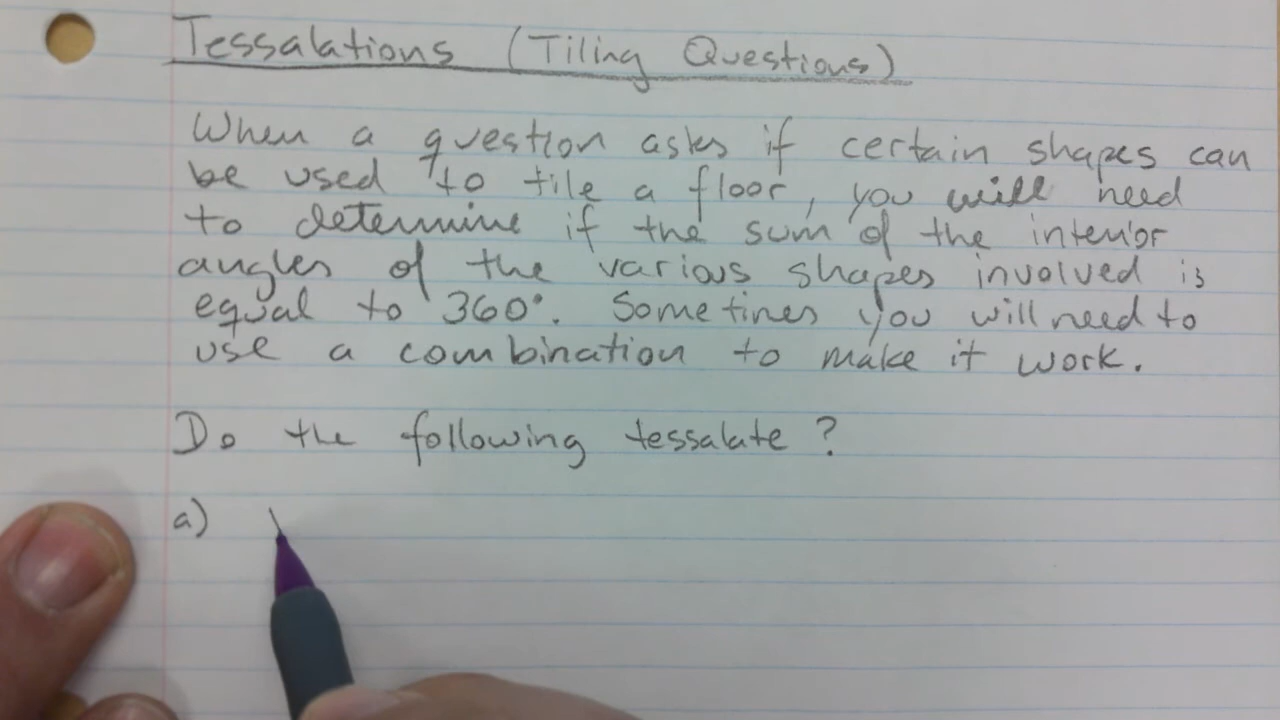 Tessalations (Tiling Questions)
When a question asks if certain shapes can
be used to tile a floor, you will need
to determine if the sum of the interior
angles of the various shapes involved is
equal to 360°. Sometimes you will need to
use a combination to make it work.
Do the following tessalate?
a)